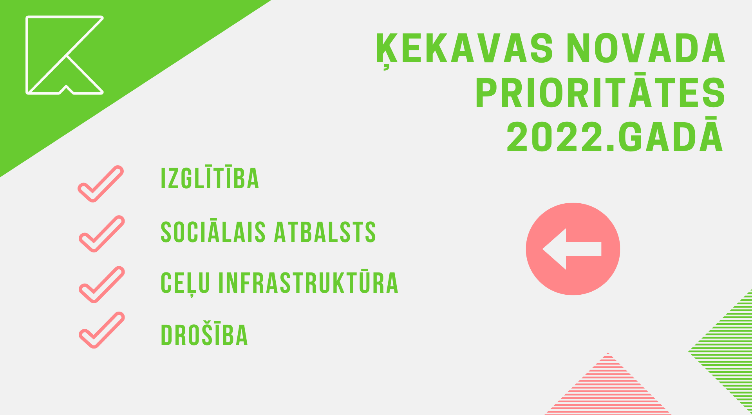 ĶEKAVAS NOVADA
PRIORITĀTES
2022.GADĀ
IZGLĪTĪBA
SOCIĀLAIS ATBALSTS
CEĻU INFRASTRUKTŪRA
DROŠĪBA